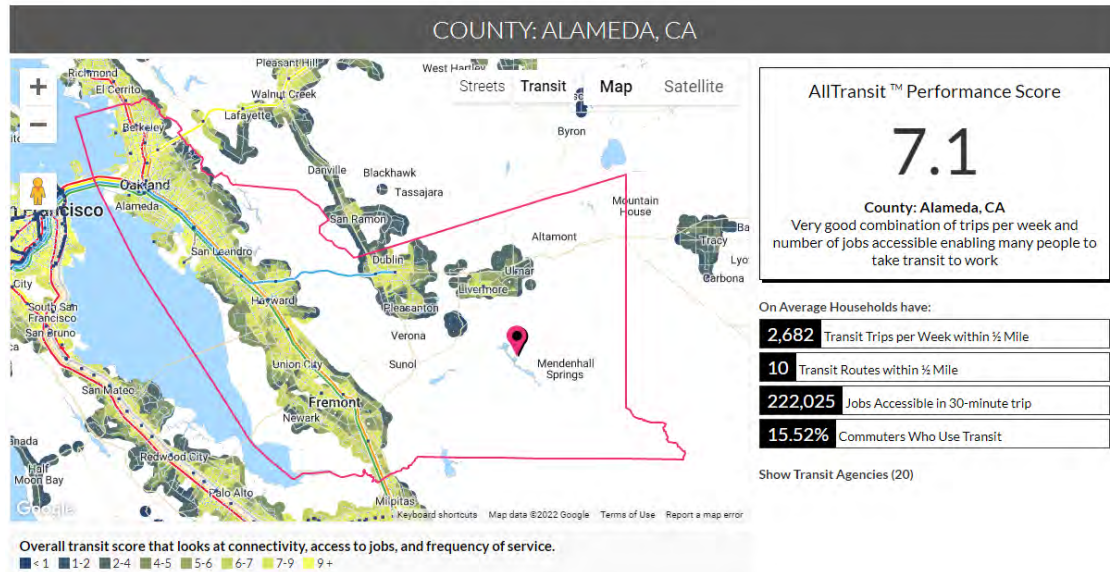 COUNTY: ALAMEDA, CA
Richmond
El Cerrito
Pleasant Hill
Walnut Creek
Lafayette
Berkeley
Oakland
Alameda
San Leandro
Hayward
Union City
Fremont
Newark
Milpitas
Danville
Blackhawk
Tassajara
San Ramon
Dublin
Pleasanton
Livermore
Ulmar
Verona
Sunol
Altamont
Mendenhall
Springs
Byron
Mountain
House
Tracy
Carbona
City
South San
Francisco
San Bruno
San Mateo
Redwood City
Palo Alto
Half
Moon Bay
Streets Transit Map Satellite
+
−
Google
Keyboard shortcuts Map data ©2022 Google Terms of Use Report a map error
Overall transit score that looks at connectivity, access to jobs, and frequency of service.
< 1 1-2 2-4 4-5 5-6 6-7 7-9 9 +
AllTransit ™ Performance Score
7.1
County: Alameda, CA
Very good combination of trips per week and
number of jobs accessible enabling many people to
take transit to work
On Average Households have:
2,682 Transit Trips per Week within ½ Mile
10 Transit Routes within ½ Mile
222,025 Jobs Accessible in 30-minute trip
15.52% Commuters Who Use Transit
Show Transit Agencies (20)